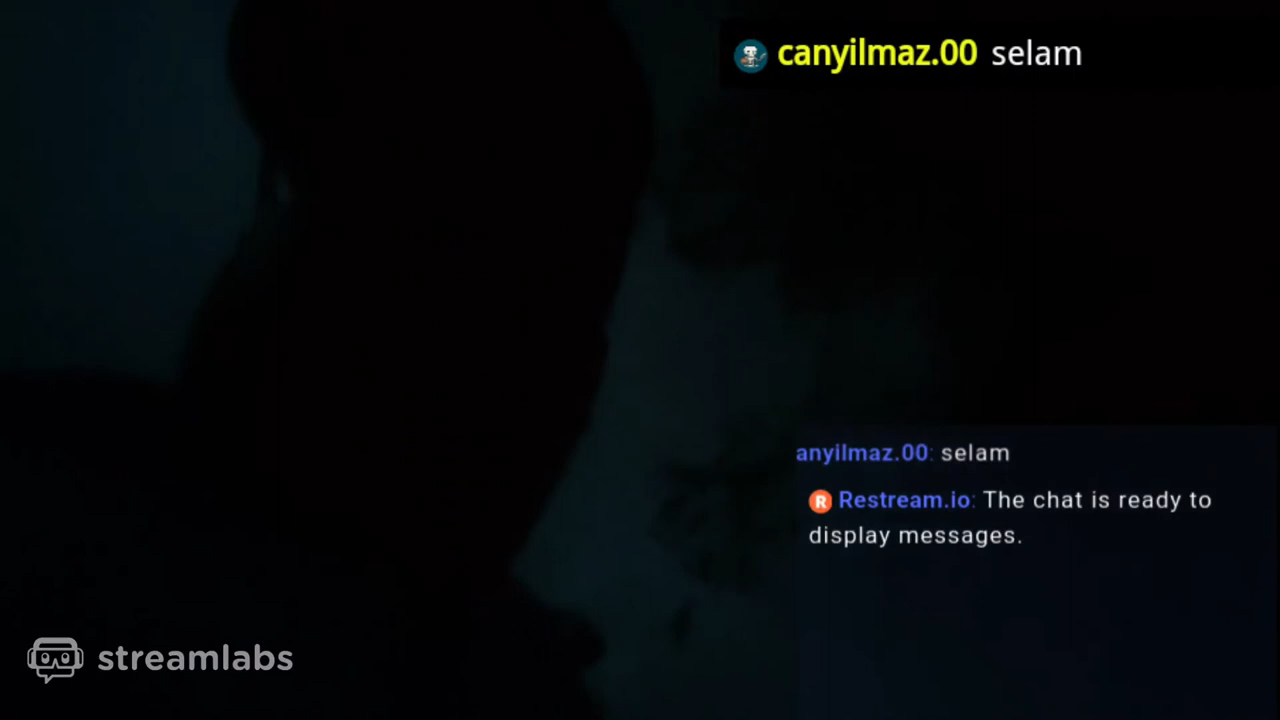 canyilmaz.00 selam
anyilmaz.00: selam
R Restream.io: The chat is ready to
display messages.
streamlabs